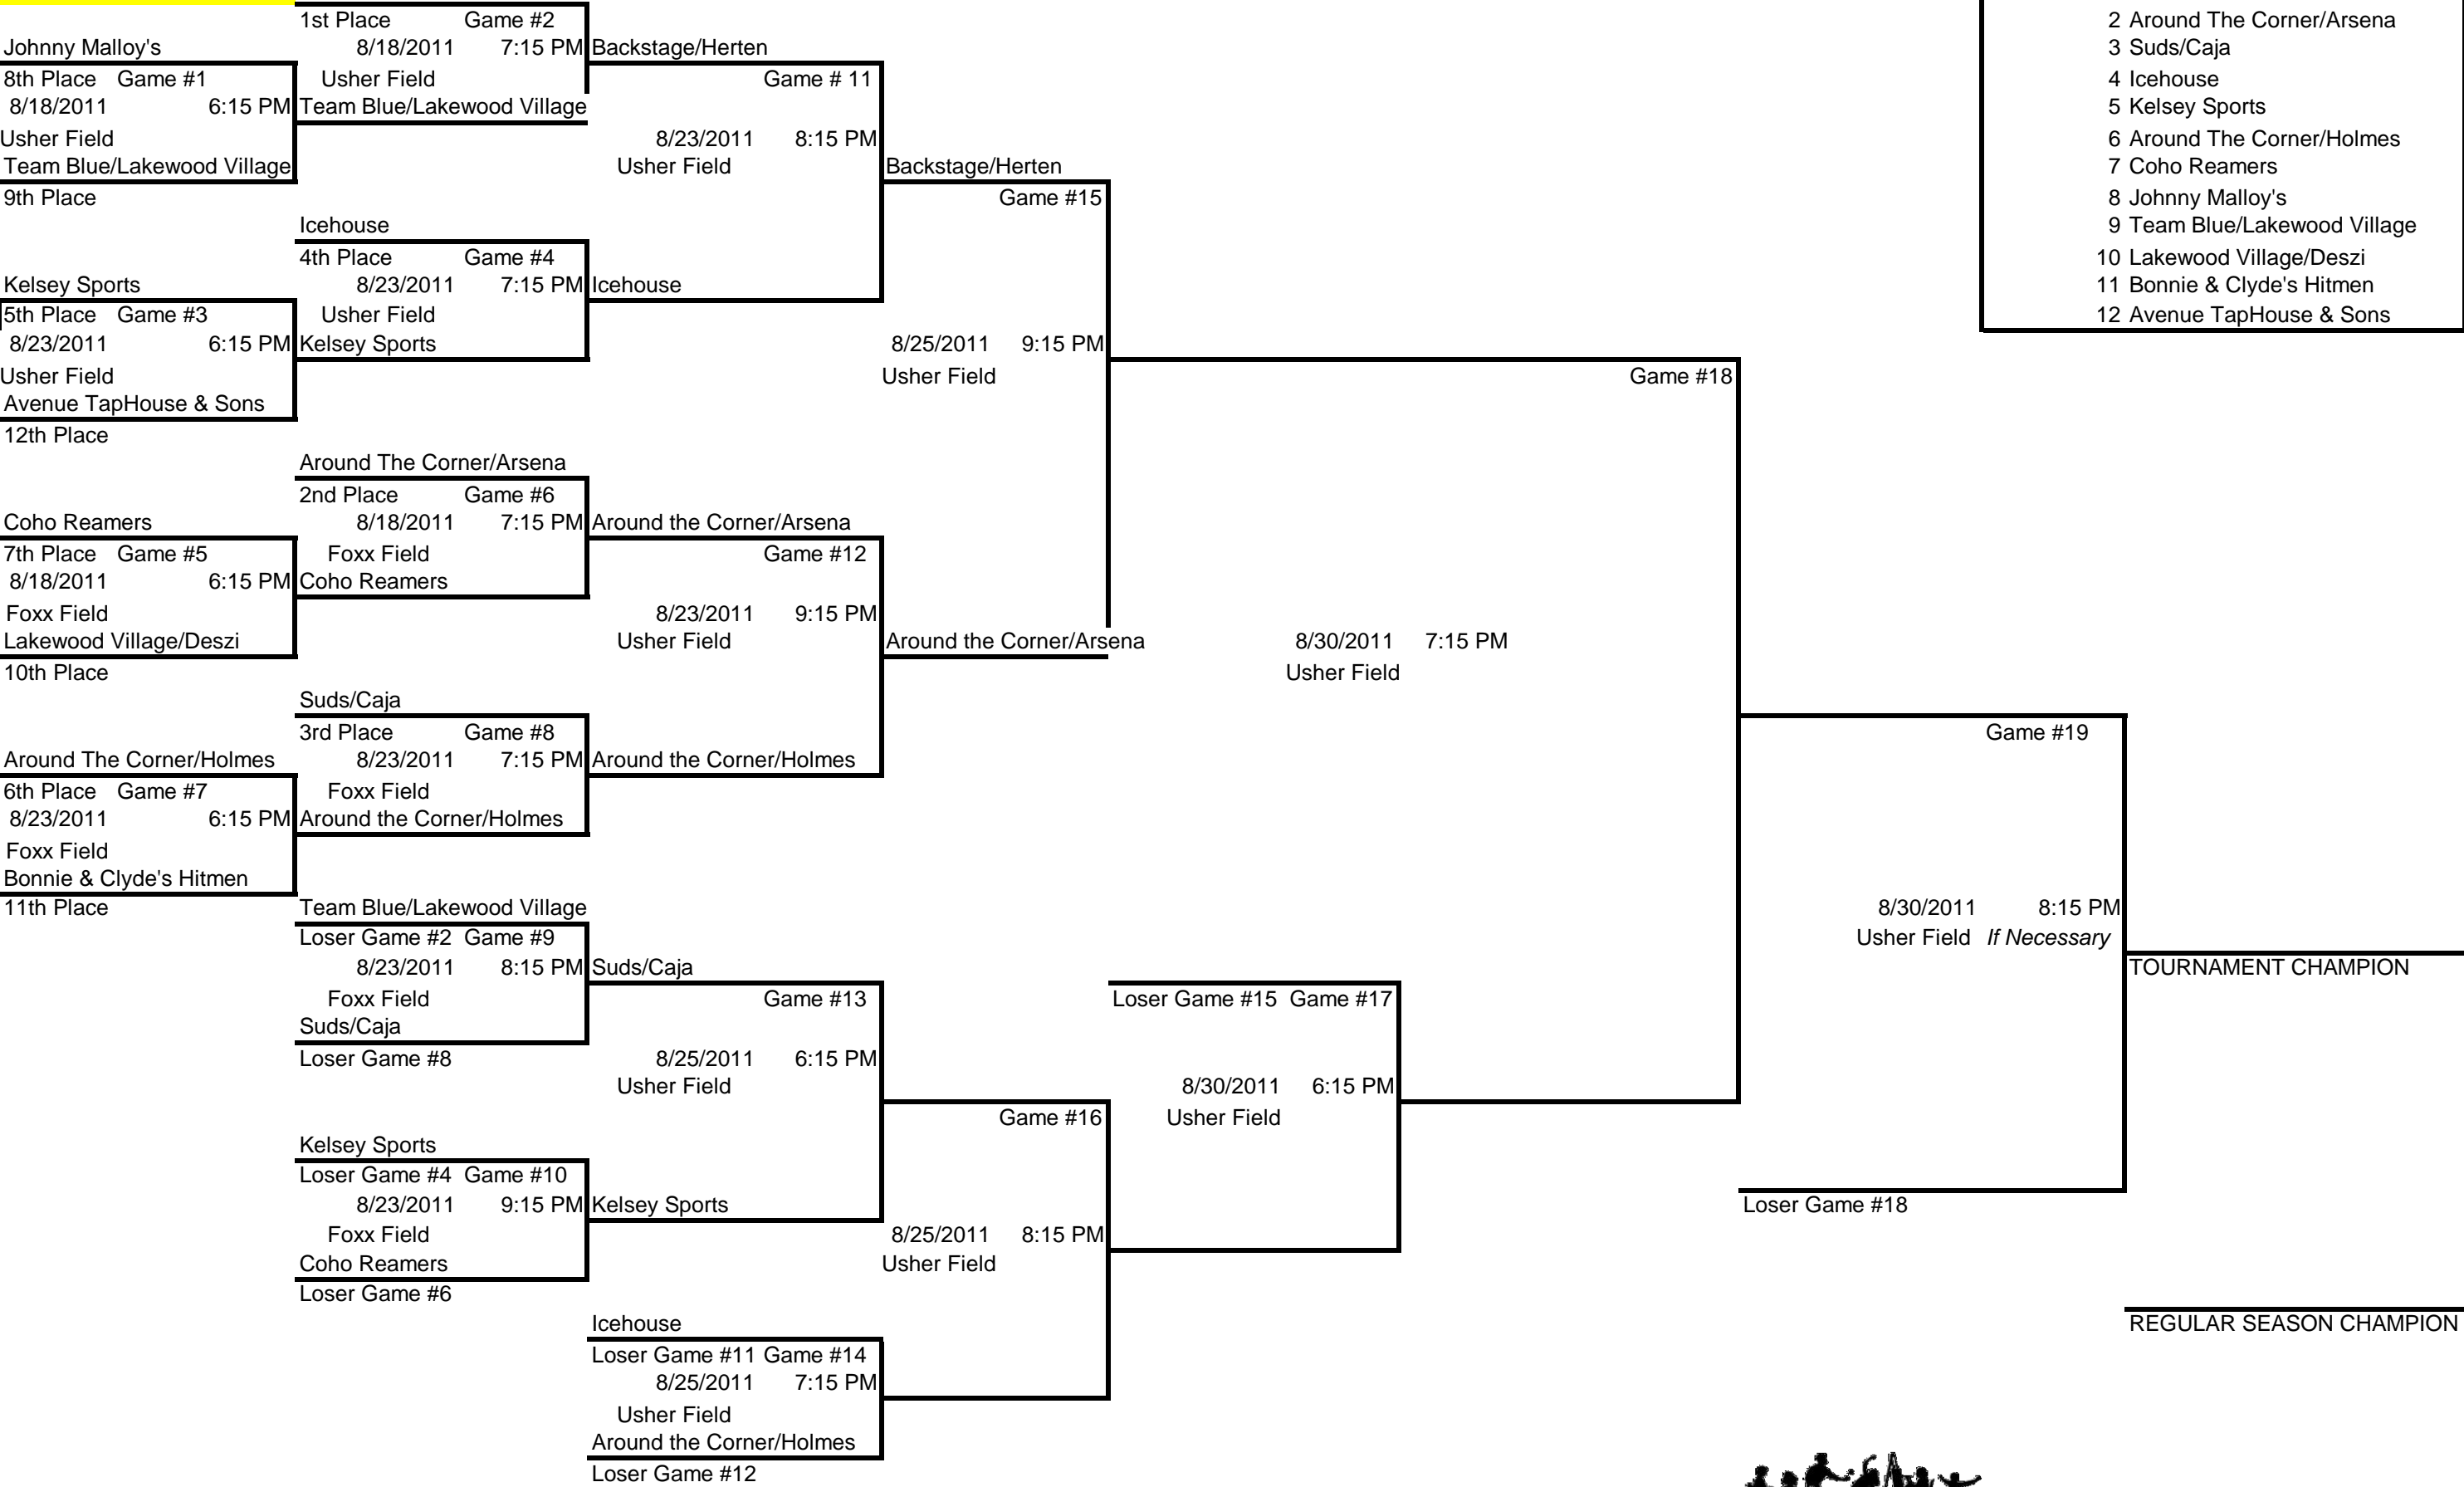 1st Place Game #2
Johnny Malloy's
8/18/2011 7:15 PM
Backstage/Herten
8th Place Game #1
Usher Field
Game # 11
8/18/2011 6:15 PM
Team Blue/Lakewood Village
Usher Field
8/23/2011 8:15 PM
Team Blue/Lakewood Village
Usher Field
Backstage/Herten
9th Place
Game #15
Icehouse
4th Place Game #4
Kelsey Sports
8/23/2011 7:15 PM
Icehouse
5th Place Game #3
Usher Field
8/23/2011 6:15 PM
Kelsey Sports
8/25/2011 9:15 PM
Usher Field
Usher Field
Game #18
Avenue TapHouse & Sons
12th Place
Around The Corner/Arsena
2nd Place Game #6
Coho Reamers
8/18/2011 7:15 PM
Around the Corner/Arsena
7th Place Game #5
Foxx Field
Game #12
8/18/2011 6:15 PM
Coho Reamers
Foxx Field
8/23/2011 9:15 PM
Lakewood Village/Deszi
Usher Field
Around the Corner/Arsena
8/30/2011 7:15 PM
10th Place
Usher Field
Suds/Caja
3rd Place Game #8
Game #19
Around The Corner/Holmes
8/23/2011 7:15 PM
Around the Corner/Holmes
6th Place Game #7
Foxx Field
8/23/2011 6:15 PM
Around the Corner/Holmes
Foxx Field
Bonnie & Clyde's Hitmen
11th Place
Team Blue/Lakewood Village
8/30/2011 8:15 PM
Loser Game #2 Game #9
Usher Field If Necessary
8/23/2011 8:15 PM
Suds/Caja
TOURNAMENT CHAMPION
Foxx Field
Game #13
Loser Game #15 Game #17
Suds/Caja
Loser Game #8
8/25/2011 6:15 PM
Usher Field
8/30/2011 6:15 PM
Game #16
Usher Field
Kelsey Sports
Loser Game #4 Game #10
8/23/2011 9:15 PM
Kelsey Sports
Loser Game #18
Foxx Field
8/25/2011 8:15 PM
Coho Reamers
Usher Field
Loser Game #6
Icehouse
REGULAR SEASON CHAMPION
Loser Game #11 Game #14
8/25/2011 7:15 PM
Usher Field
Around the Corner/Holmes
Loser Game #12
2 Around The Corner/Arsena
3 Suds/Caja
4 Icehouse
5 Kelsey Sports
6 Around The Corner/Holmes
7 Coho Reamers
8 Johnny Malloy's
9 Team Blue/Lakewood Village
10 Lakewood Village/Deszi
11 Bonnie & Clyde's Hitmen
12 Avenue TapHouse & Sons